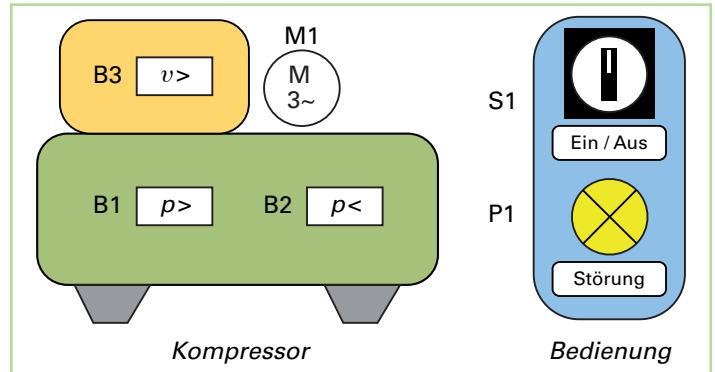 M1
B3
v>
M
3~
S1
Ein / Aus
B1
p>
B2
p<
P1
Störung
Kompressor
Bedienung